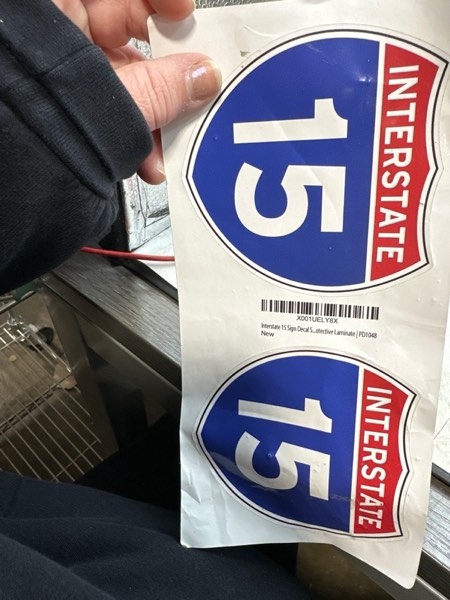 INTERSTATE
15
X001UELY8X
Interstate 15 Sign Decal S...otective Laminate | PD1048
New
INTERSTATE
15